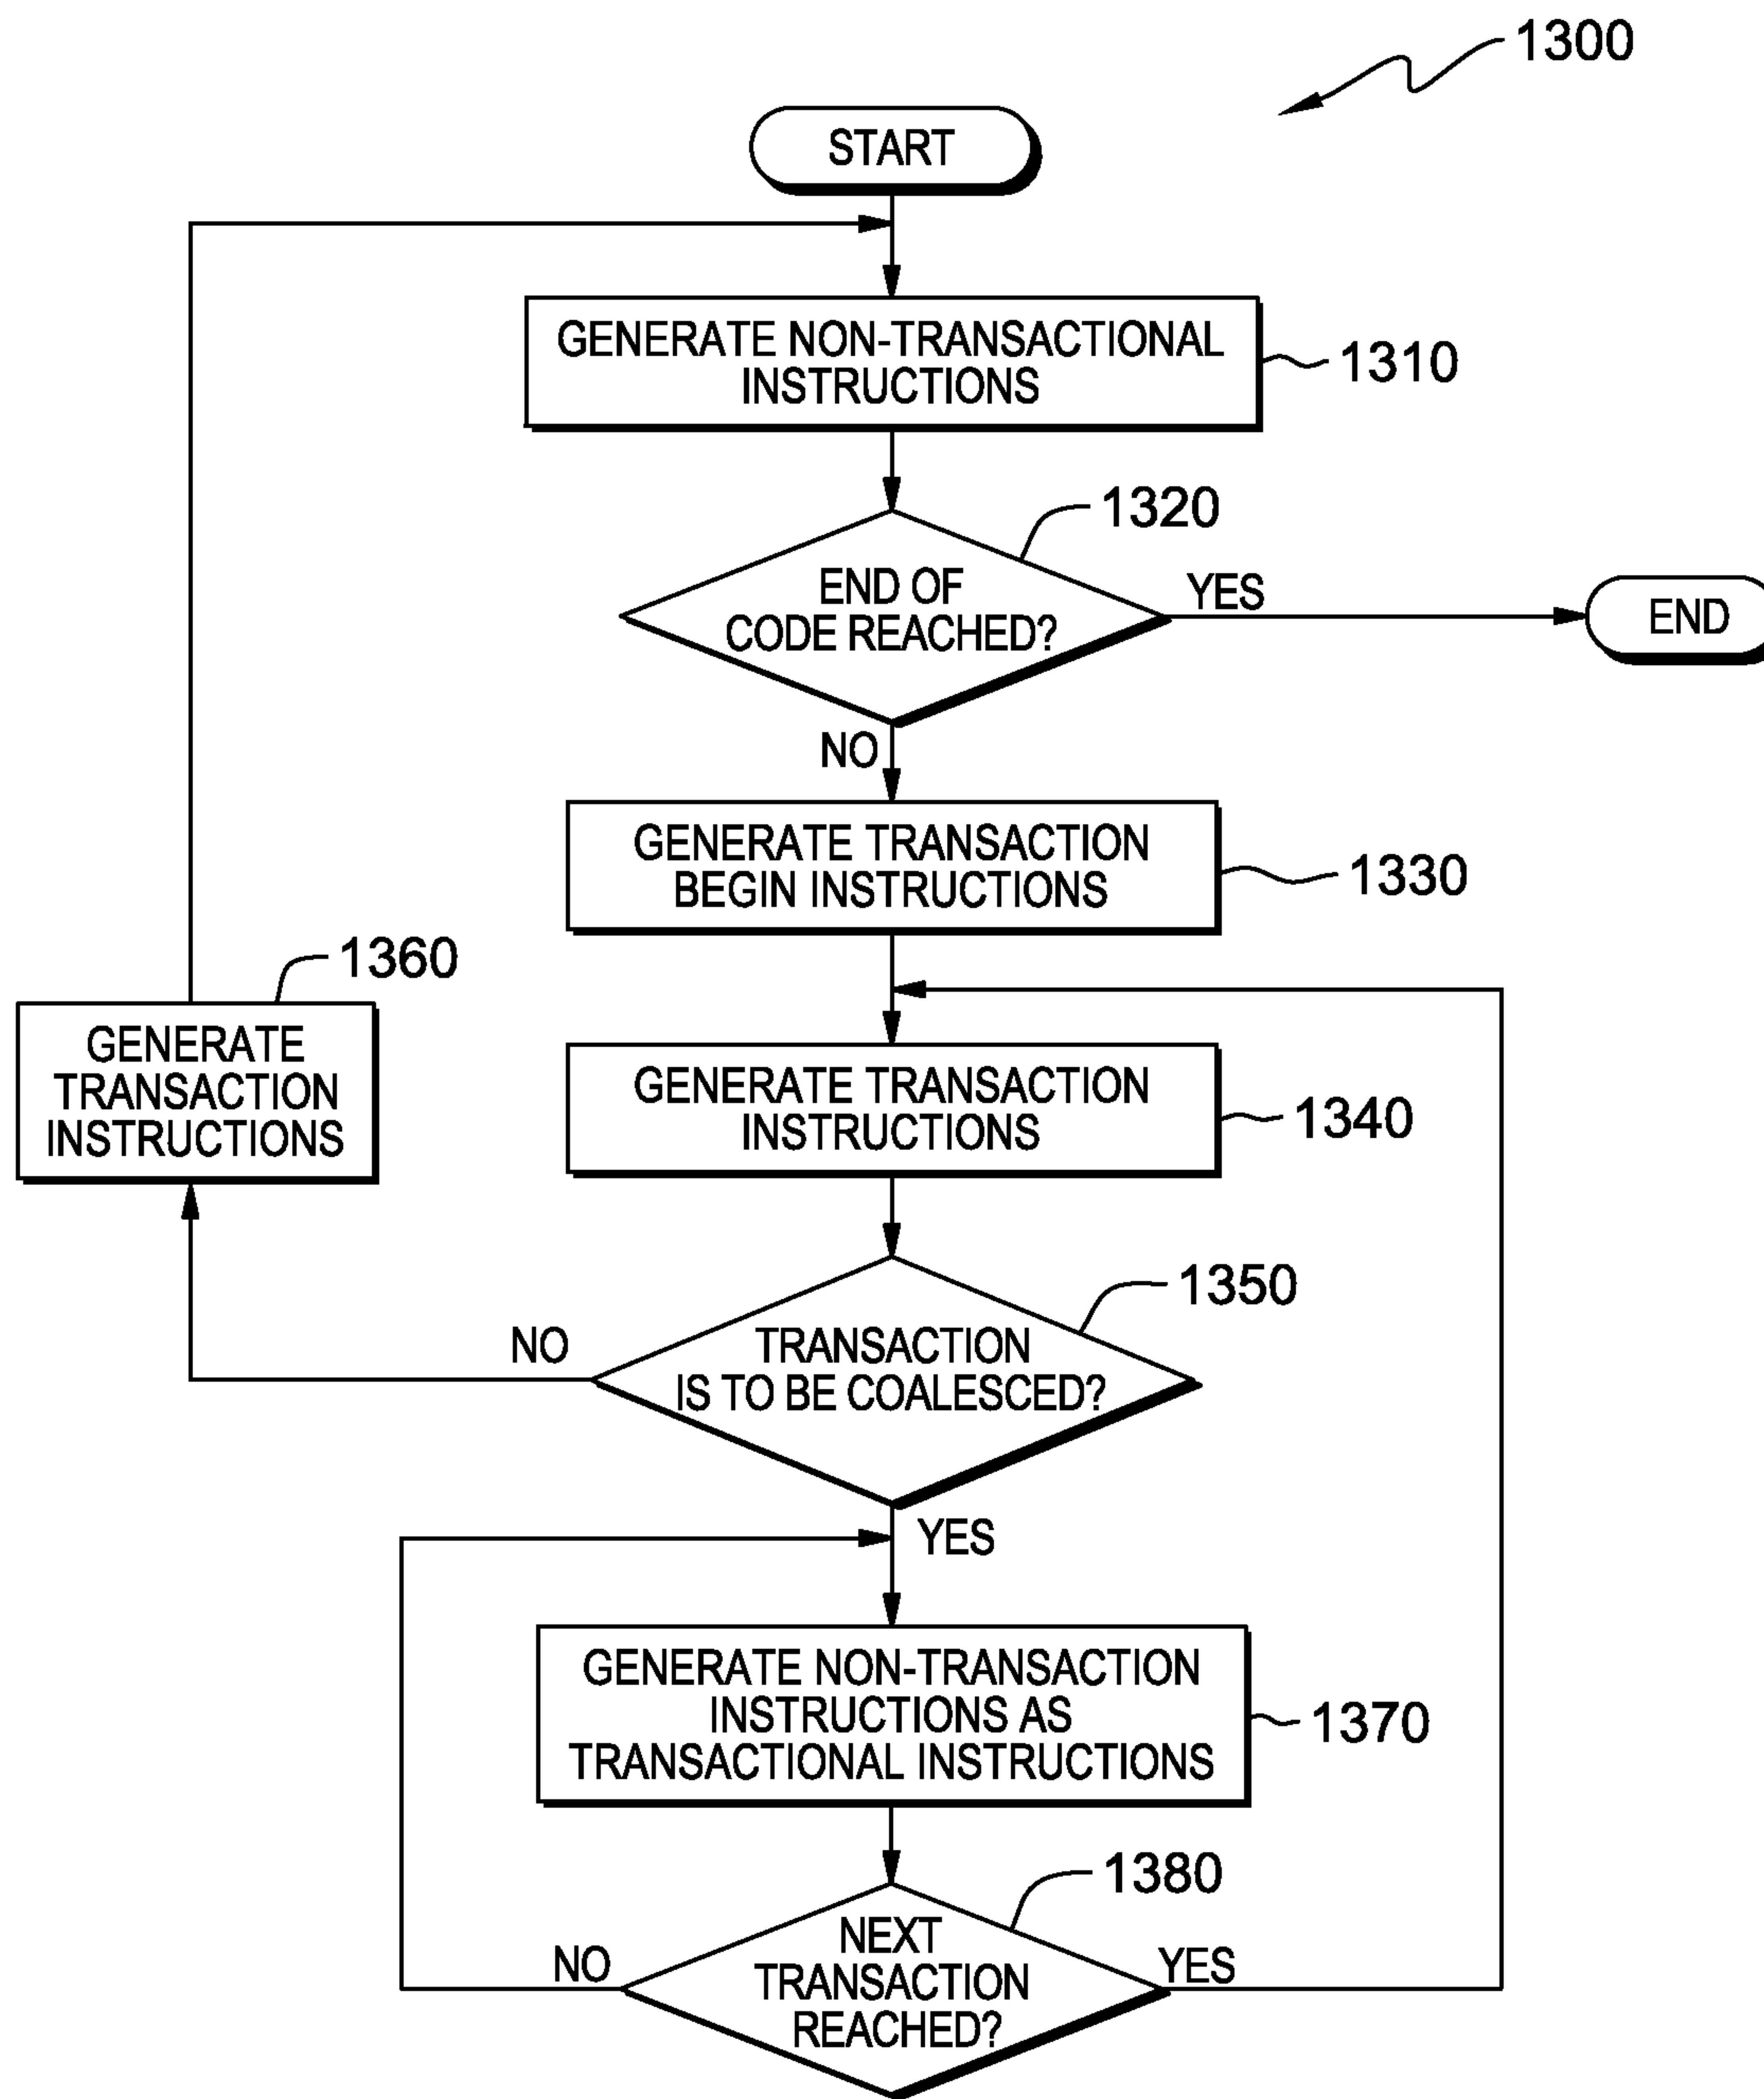 1300
START
GENERATE NON-TRANSACTIONAL
INSTRUCTIONS
1310
1320
END OF
CODE REACHED?
YES
END
NO
GENERATE TRANSACTION
BEGIN INSTRUCTIONS
1330
1360
GENERATE
TRANSACTION
INSTRUCTIONS
GENERATE TRANSACTION
INSTRUCTIONS
1340
1350
NO
TRANSACTION
IS TO BE COALESCED?
YES
GENERATE NON-TRANSACTION
INSTRUCTIONS AS
TRANSACTIONAL INSTRUCTIONS
1370
1380
NO
NEXT
TRANSACTION
REACHED?
YES